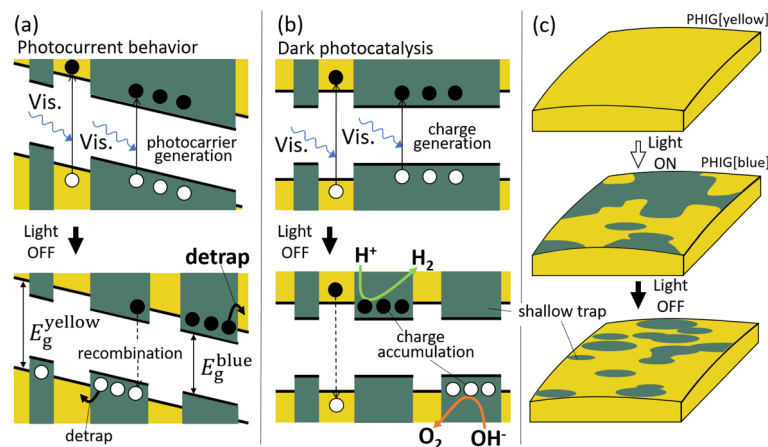 (a)
Photocurrent behavior
Vis.
Vis.
photocarrier
generation
Light
OFF
detrap
E_g^yellow
recombination
E_g^blue
detrap
(b)
Dark photocatalysis
Vis.
Vis.
charge
generation
Light
OFF
H⁺
H₂
shallow trap
charge
accumulation
O₂
OH⁻
(c)
PHIG[yellow]
Light
ON
PHIG[blue]
Light
OFF